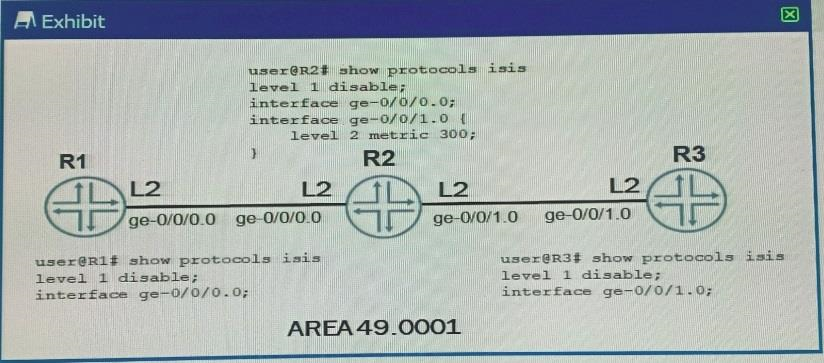 Exhibit
user@R2# show protocols isis
level 1 disable;
interface ge-0/0/0.0;
interface ge-0/0/1.0 {
level 2 metric 300;
}
R1
R2
R3
L2
L2
L2
L2
ge-0/0/0.0
ge-0/0/0.0
ge-0/0/1.0
ge-0/0/1.0
user@R1# show protocols isis
level 1 disable;
interface ge-0/0/0.0;
user@R3# show protocols isis
level 1 disable;
interface ge-0/0/1.0;
AREA 49.0001